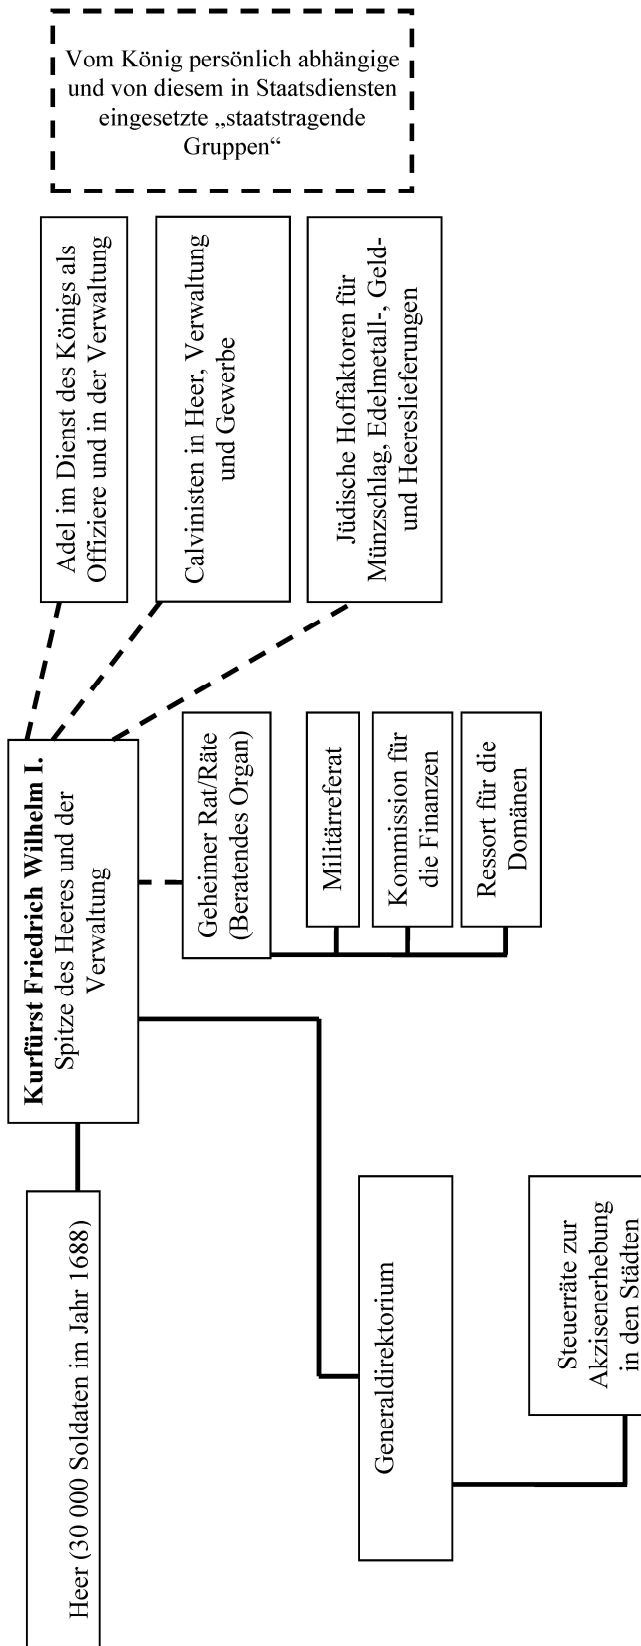 Vom König persönlich abhängige
und von diesem in Staatsdiensten
eingesetzte „staatstragende
Gruppen“
Kurfürst Friedrich Wilhelm I.
Spitze des Heeres und der
Verwaltung
Heer (30 000 Soldaten im Jahr 1688)
Adel im Dienst des Königs als
Offiziere und in der Verwaltung
Calvinisten in Heer, Verwaltung
und Gewerbe
Jüdische Hoffaktoren für
Münzschlag, Edelmetall-, Geld-
und Heereslieferungen
Geheimer Rat/Räte
(Beratendes Organ)
Militärreferat
Kommission für
die Finanzen
Ressort für die
Domänen
Generaldirektorium
Steuerräte zur
Akzisenerhebung
in den Städten